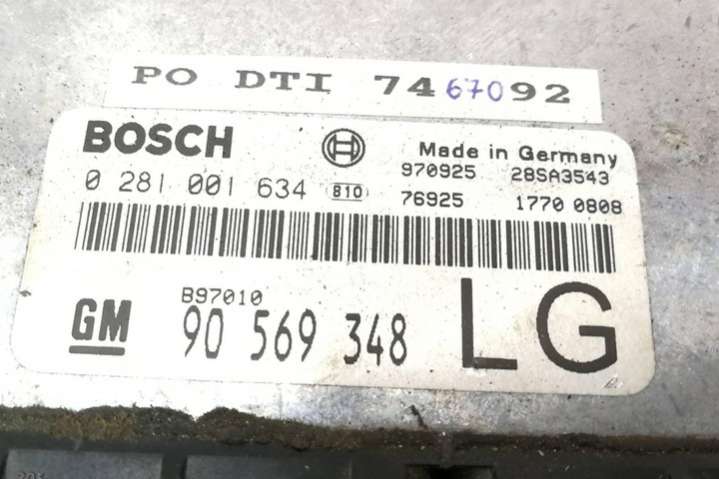 PO DTI 7467092
BOSCH Made in Germany
970925 28SA3543
0 281 001 634 810 76925 1770 0808
B97010
GM 90 569 348 LG